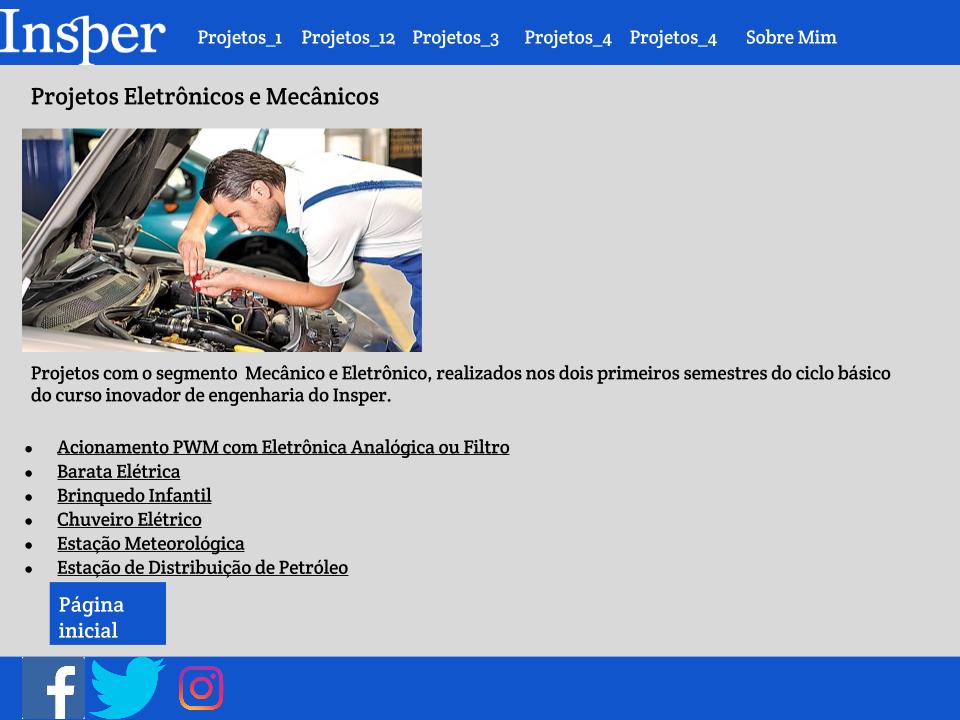 Insper
Projetos_1 Projetos_12 Projetos_3 Projetos_4 Projetos_4 Sobre Mim
Projetos Eletrônicos e Mecânicos
Projetos com o segmento Mecânico e Eletrônico, realizados nos dois primeiros semestres do ciclo básico
do curso inovador de engenharia do Insper.
● Acionamento PWM com Eletrônica Analógica ou Filtro
● Barata Elétrica
● Brinquedo Infantil
● Chuveiro Elétrico
● Estação Meteorológica
● Estação de Distribuição de Petróleo
Página
inicial